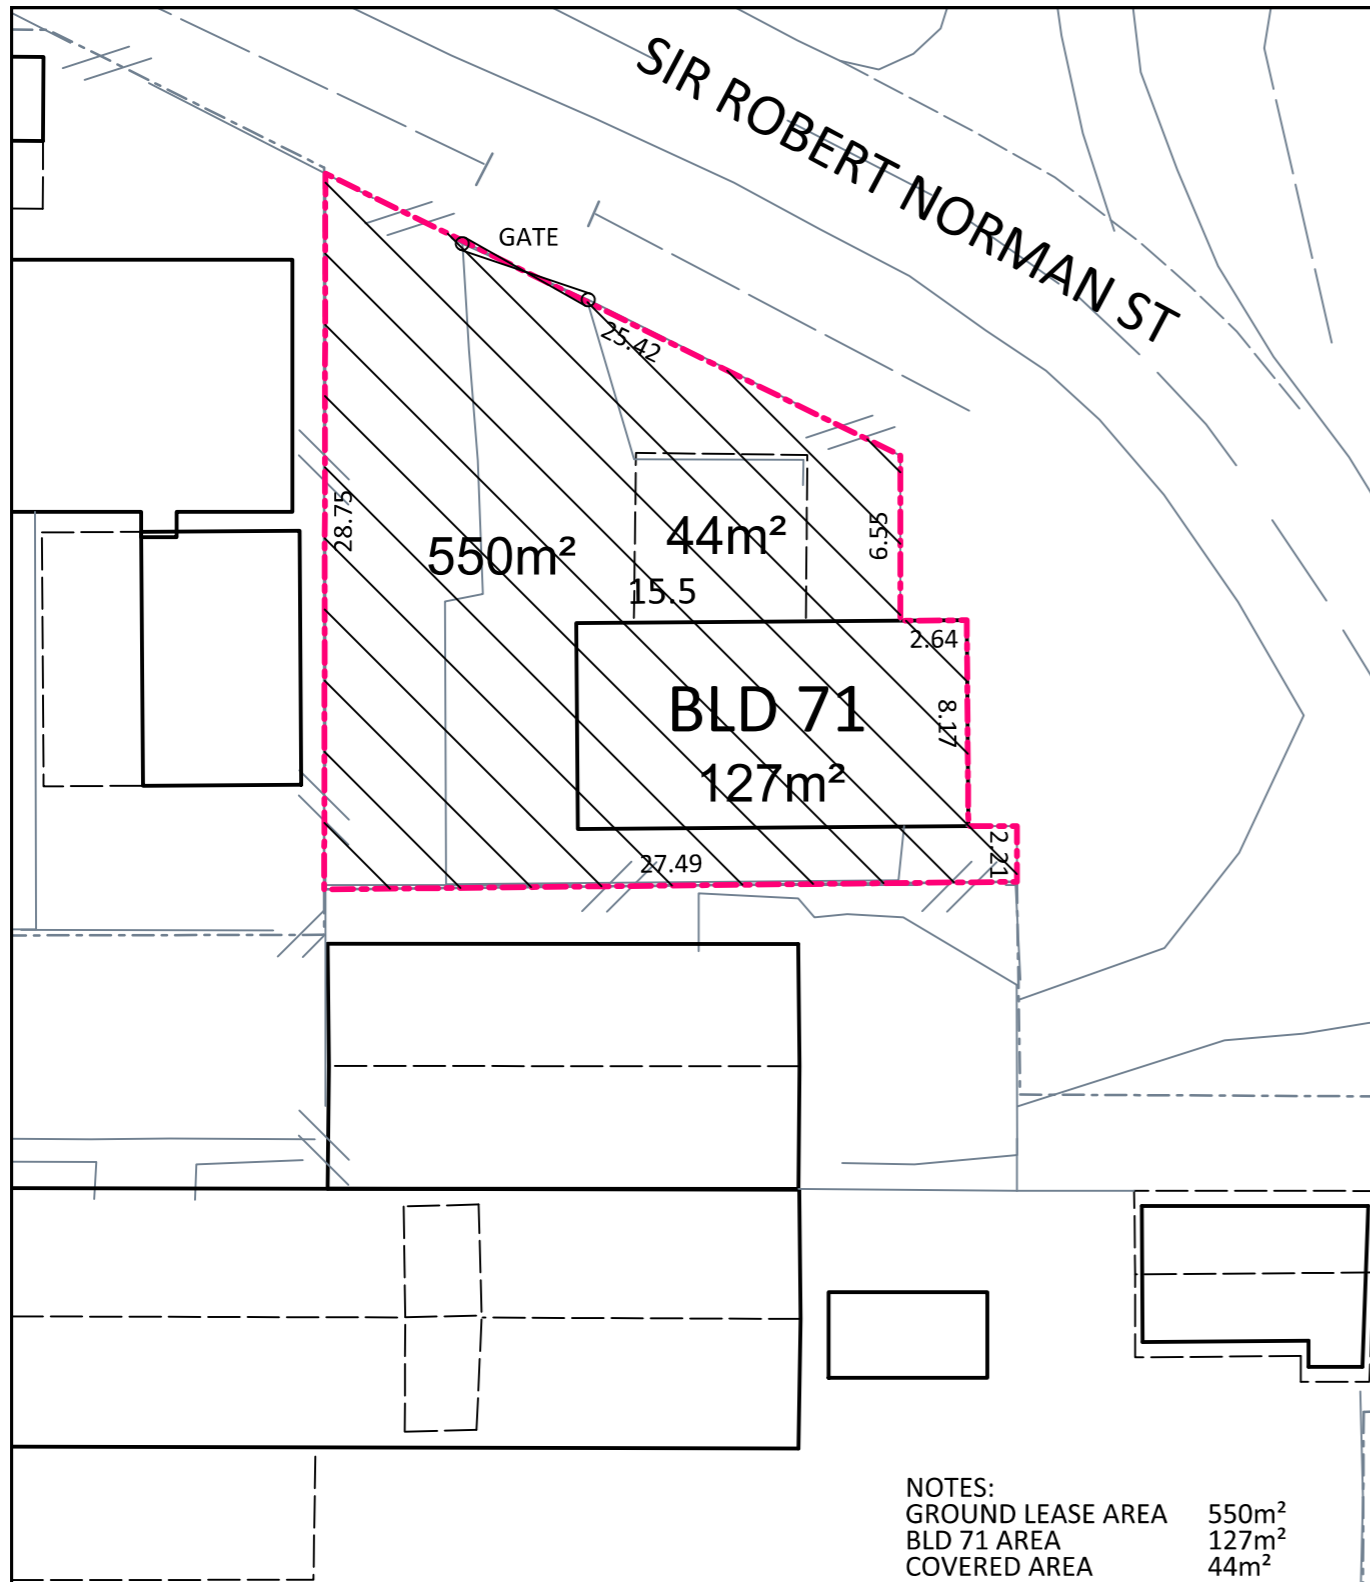 SIR ROBERT NORMAN ST
GATE
25.42
28.75
550m²
44m²
6.55
15.5
2.64
BLD 71
8.17
127m²
27.49
2.21
NOTES:
GROUND LEASE AREA 550m²
BLD 71 AREA 127m²
COVERED AREA 44m²